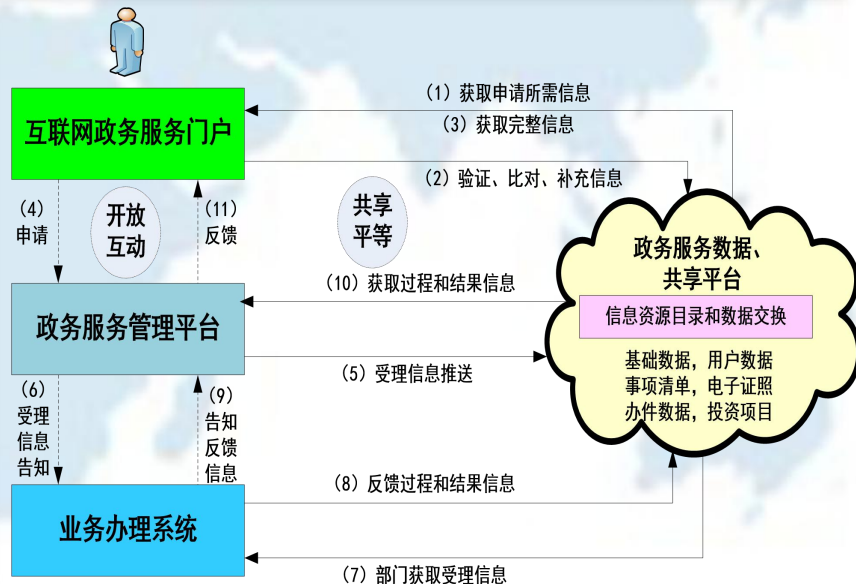 (1) 获取申请所需信息
(3) 获取完整信息
互联网政务服务门户
(2) 验证、比对、补充信息
(4)
申请
开放
互动
(11)
反馈
共享
平等
政务服务数据、
共享平台
(10) 获取过程和结果信息
信息资源目录和数据交换
政务服务管理平台
基础数据，用户数据
事项清单，电子证照
办件数据，投资项目
(5) 受理信息推送
(6)
受理
信息
告知
(9)
告知
反馈
信息
(8) 反馈过程和结果信息
业务办理系统
(7) 部门获取受理信息